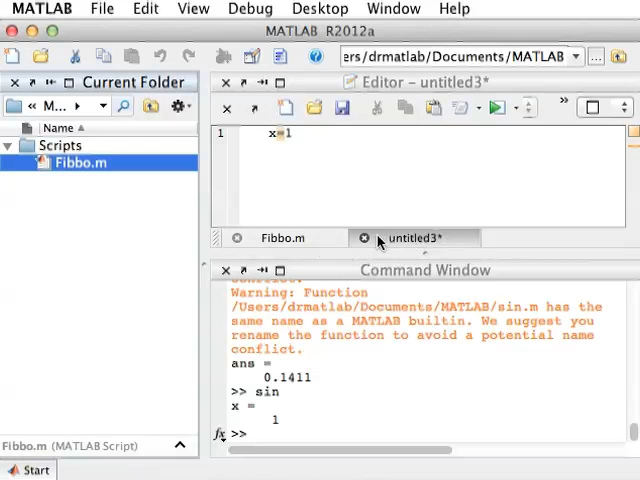 MATLAB File Edit View Debug Desktop Window Help
MATLAB R2012a
ers/drmatlab/Documents/MATLAB ...
Current Folder
Editor – untitled3*
« M...
Name
1 x=1
Scripts
Fibbo.m
Fibbo.m untitled3*
Command Window
conflict.
Warning: Function
/Users/drmatlab/Documents/MATLAB/sin.m has the
same name as a MATLAB builtin. We suggest you
rename the function to avoid a potential name
conflict.
ans =
0.1411
>> sin
x =
1
fx >>
Fibbo.m (MATLAB Script)
Start